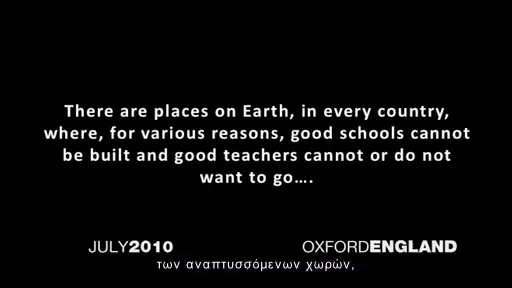 There are places on Earth, in every country,
where, for various reasons, good schools cannot
be built and good teachers cannot or do not
want to go….
JULY2010 OXFORDENGLAND
των αναπτυσσόμενων χωρών,